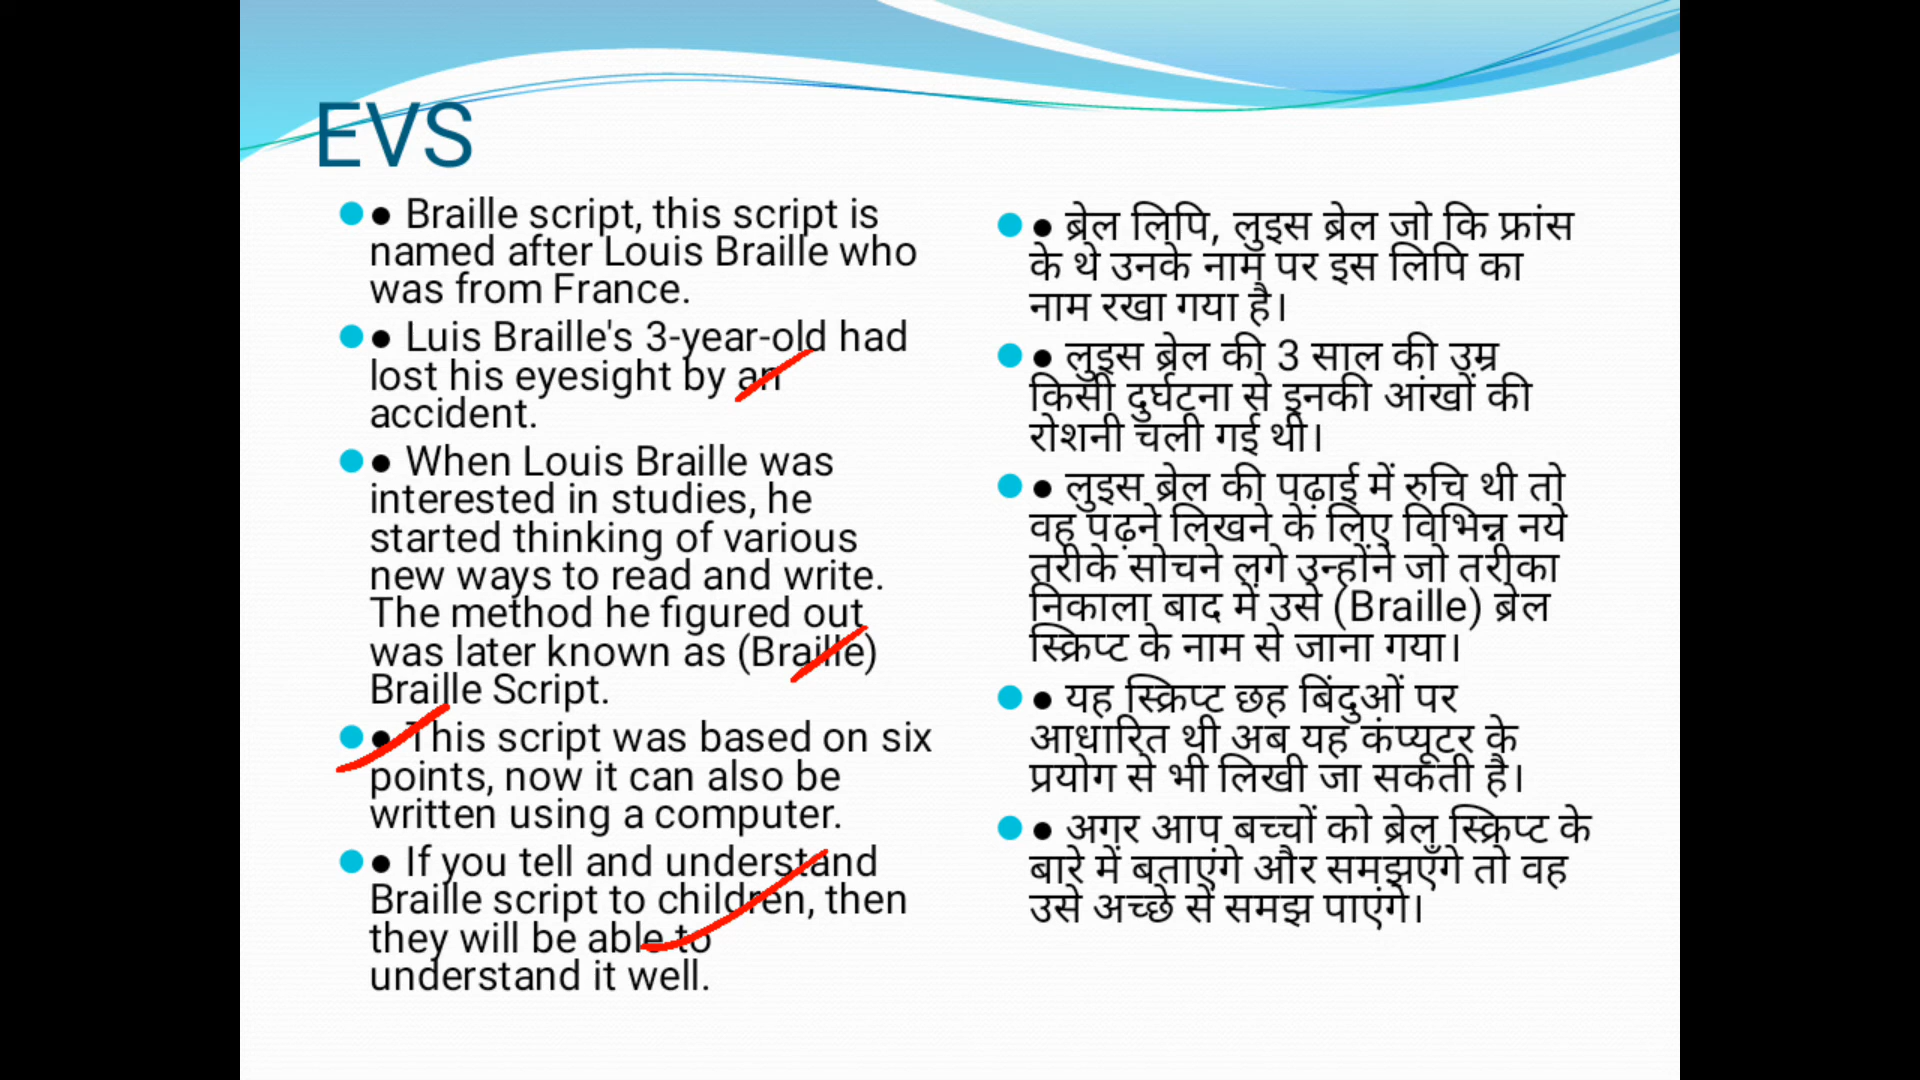 EVS
● Braille script, this script is
named after Louis Braille who
was from France.
● Luis Braille's 3-year-old had
lost his eyesight by an
accident.
● When Louis Braille was
interested in studies, he
started thinking of various
new ways to read and write.
The method he figured out
was later known as (Braille)
Braille Script.
● This script was based on six
points, now it can also be
written using a computer.
● If you tell and understand
Braille script to children, then
they will be able to
understand it well.
● ब्रेल लिपि, लुइस ब्रेल जो कि फ्रांस
के थे उनके नाम पर इस लिपि का
नाम रखा गया है।
● लुइस ब्रेल की 3 साल की उम्र
किसी दुर्घटना से इनकी आंखों की
रोशनी चली गई थी।
● लुइस ब्रेल की पढ़ाई में रुचि थी तो
वह पढ़ने लिखने के लिए विभिन्न नये
तरीके सोचने लगे उन्होंने जो तरीका
निकाला बाद में उसे (Braille) ब्रेल
स्क्रिप्ट के नाम से जाना गया।
● यह स्क्रिप्ट छह बिंदुओं पर
आधारित थी अब यह कंप्यूटर के
प्रयोग से भी लिखी जा सकती है।
● अगर आप बच्चों को ब्रेल स्क्रिप्ट के
बारे में बताएंगे और समझएँगे तो वह
उसे अच्छे से समझ पाएंगे।